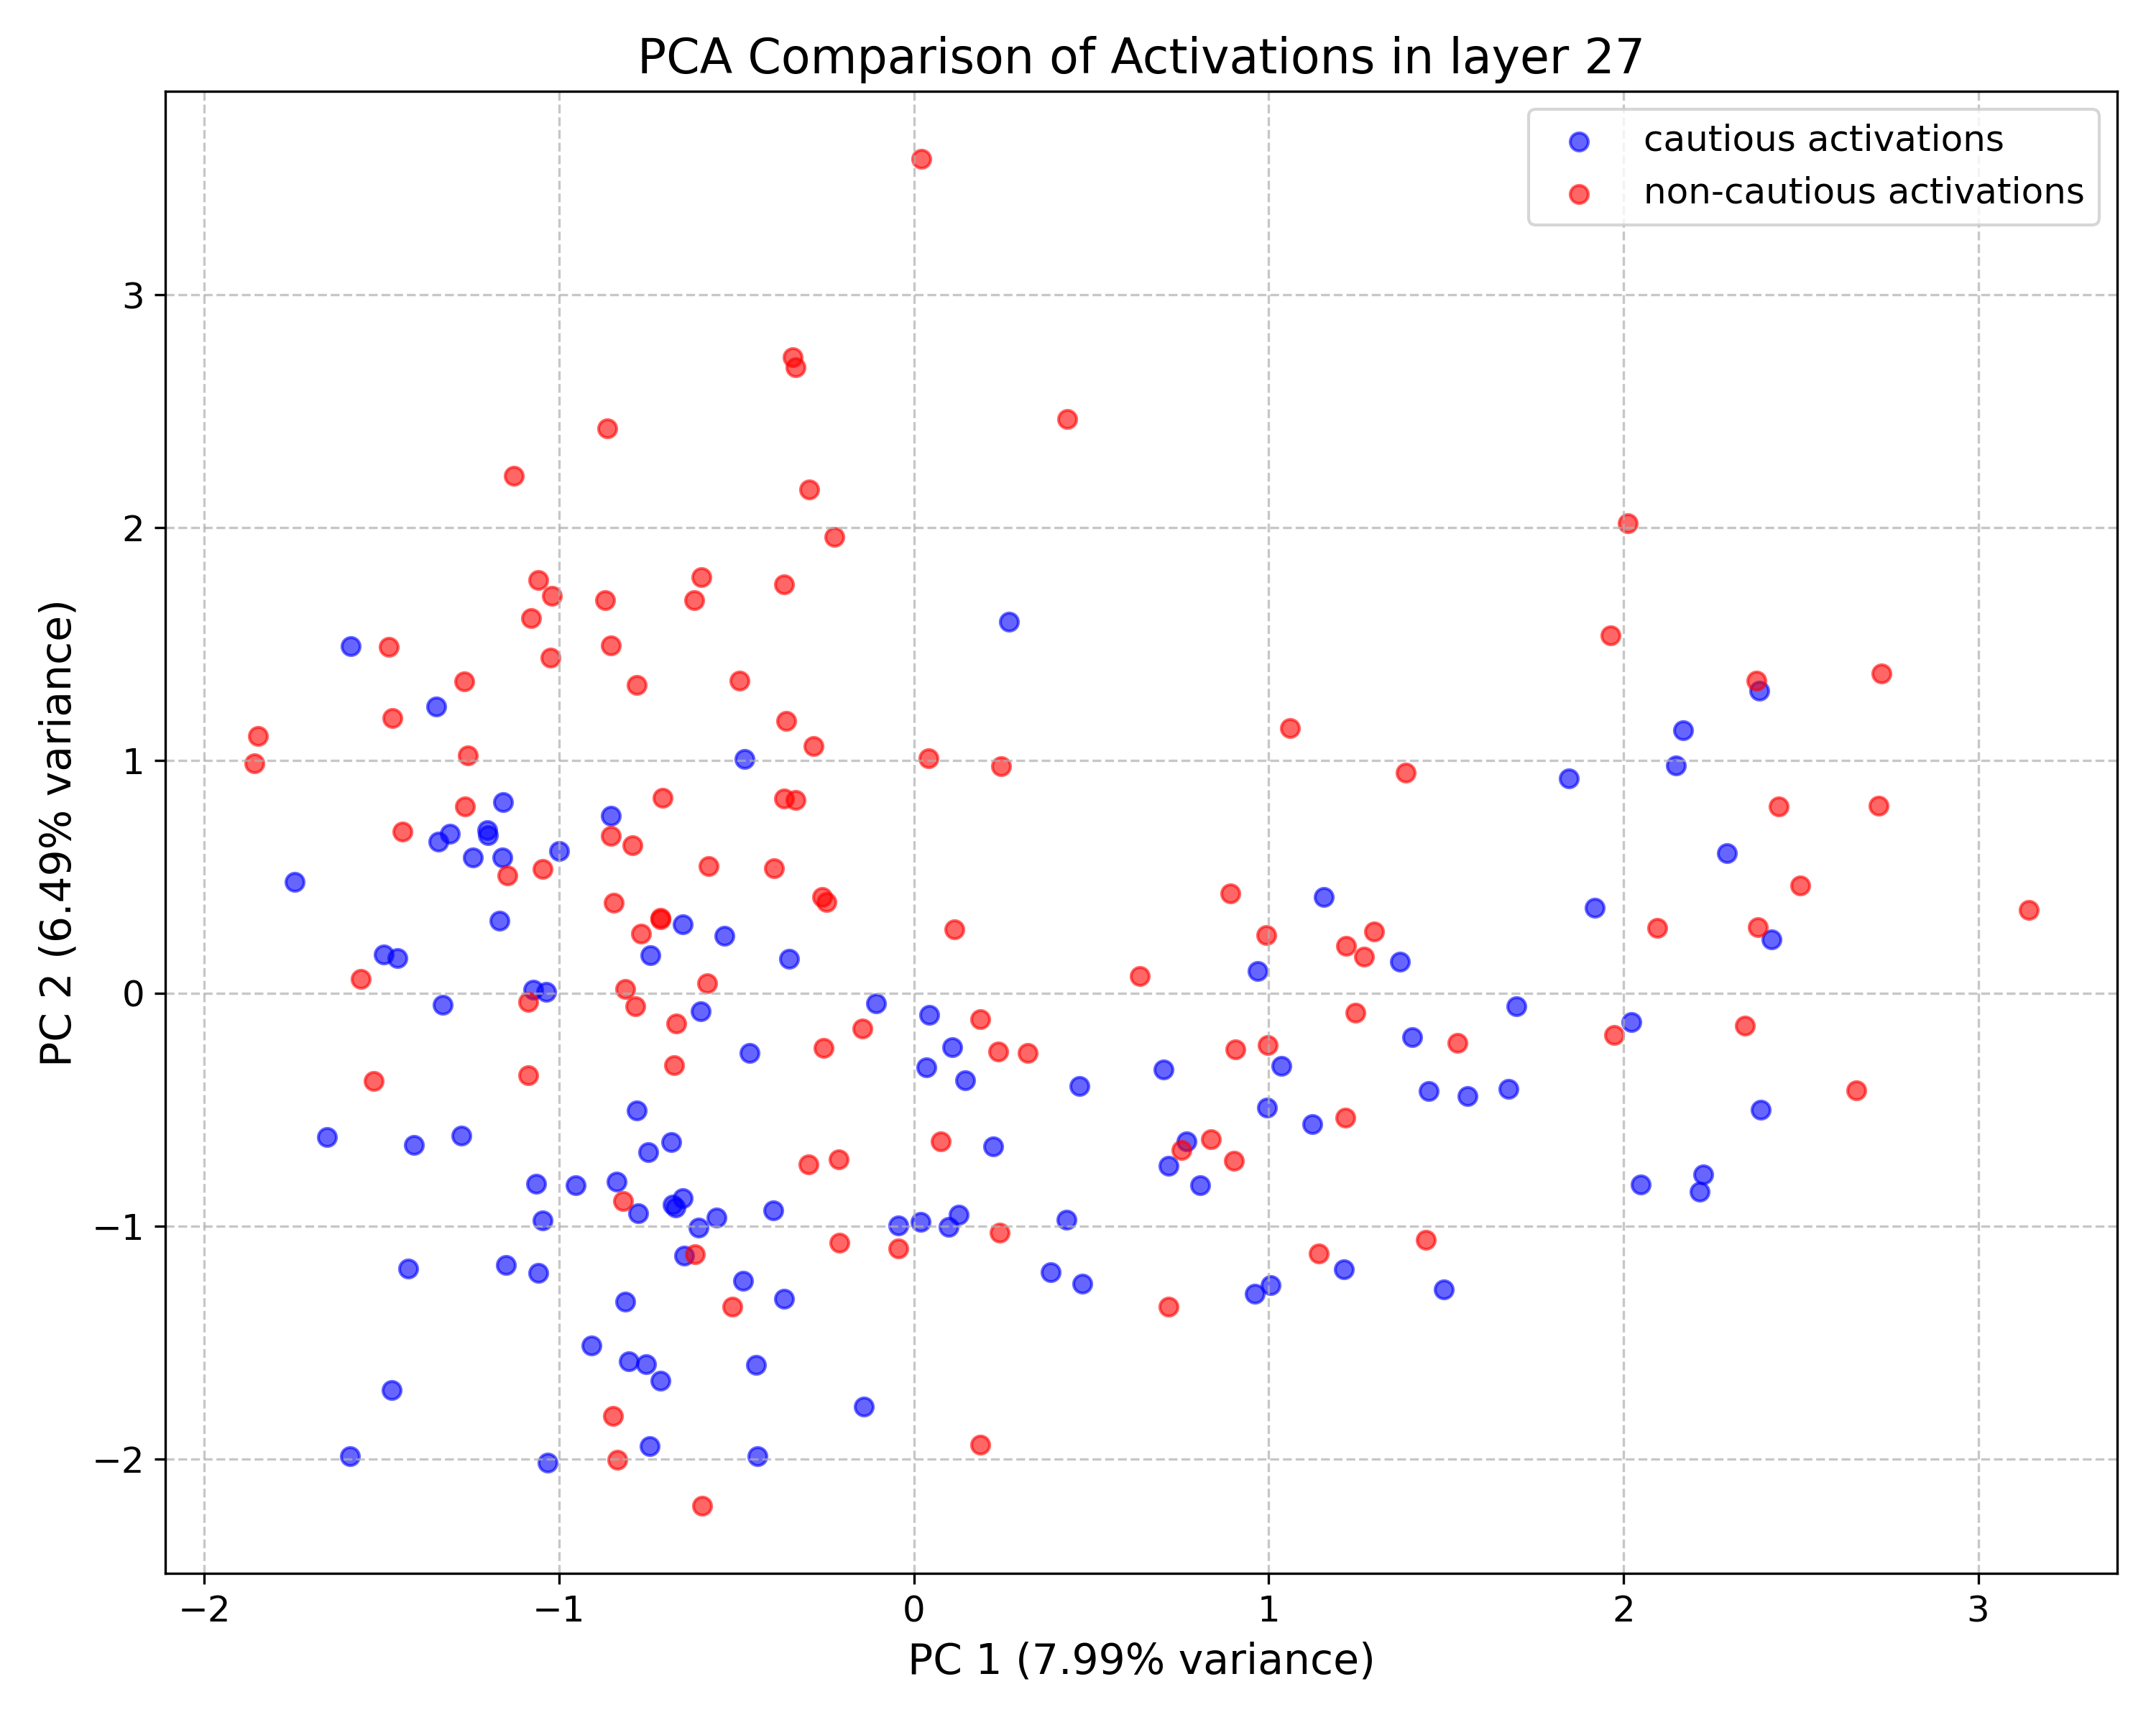 PCA Comparison of Activations in layer 27
cautious activations
non-cautious activations
3
2
1
0
−1
−2
PC 2 (6.49% variance)
−2
−1
0
1
2
3
PC 1 (7.99% variance)